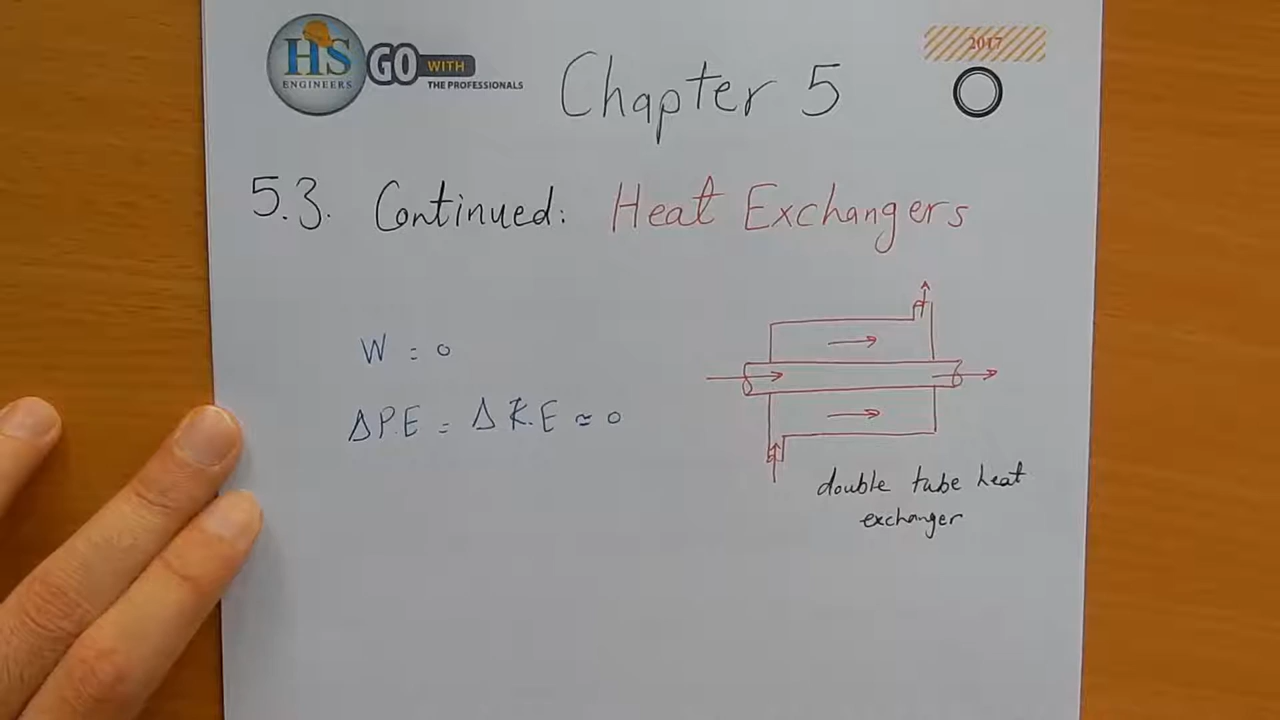 HS
ENGINEERS
GO WITH
THE PROFESSIONALS
Chapter 5
2017
5.3. Continued: Heat Exchangers
W = 0
ΔP.E = ΔK.E ≈ 0
double tube heat
exchanger